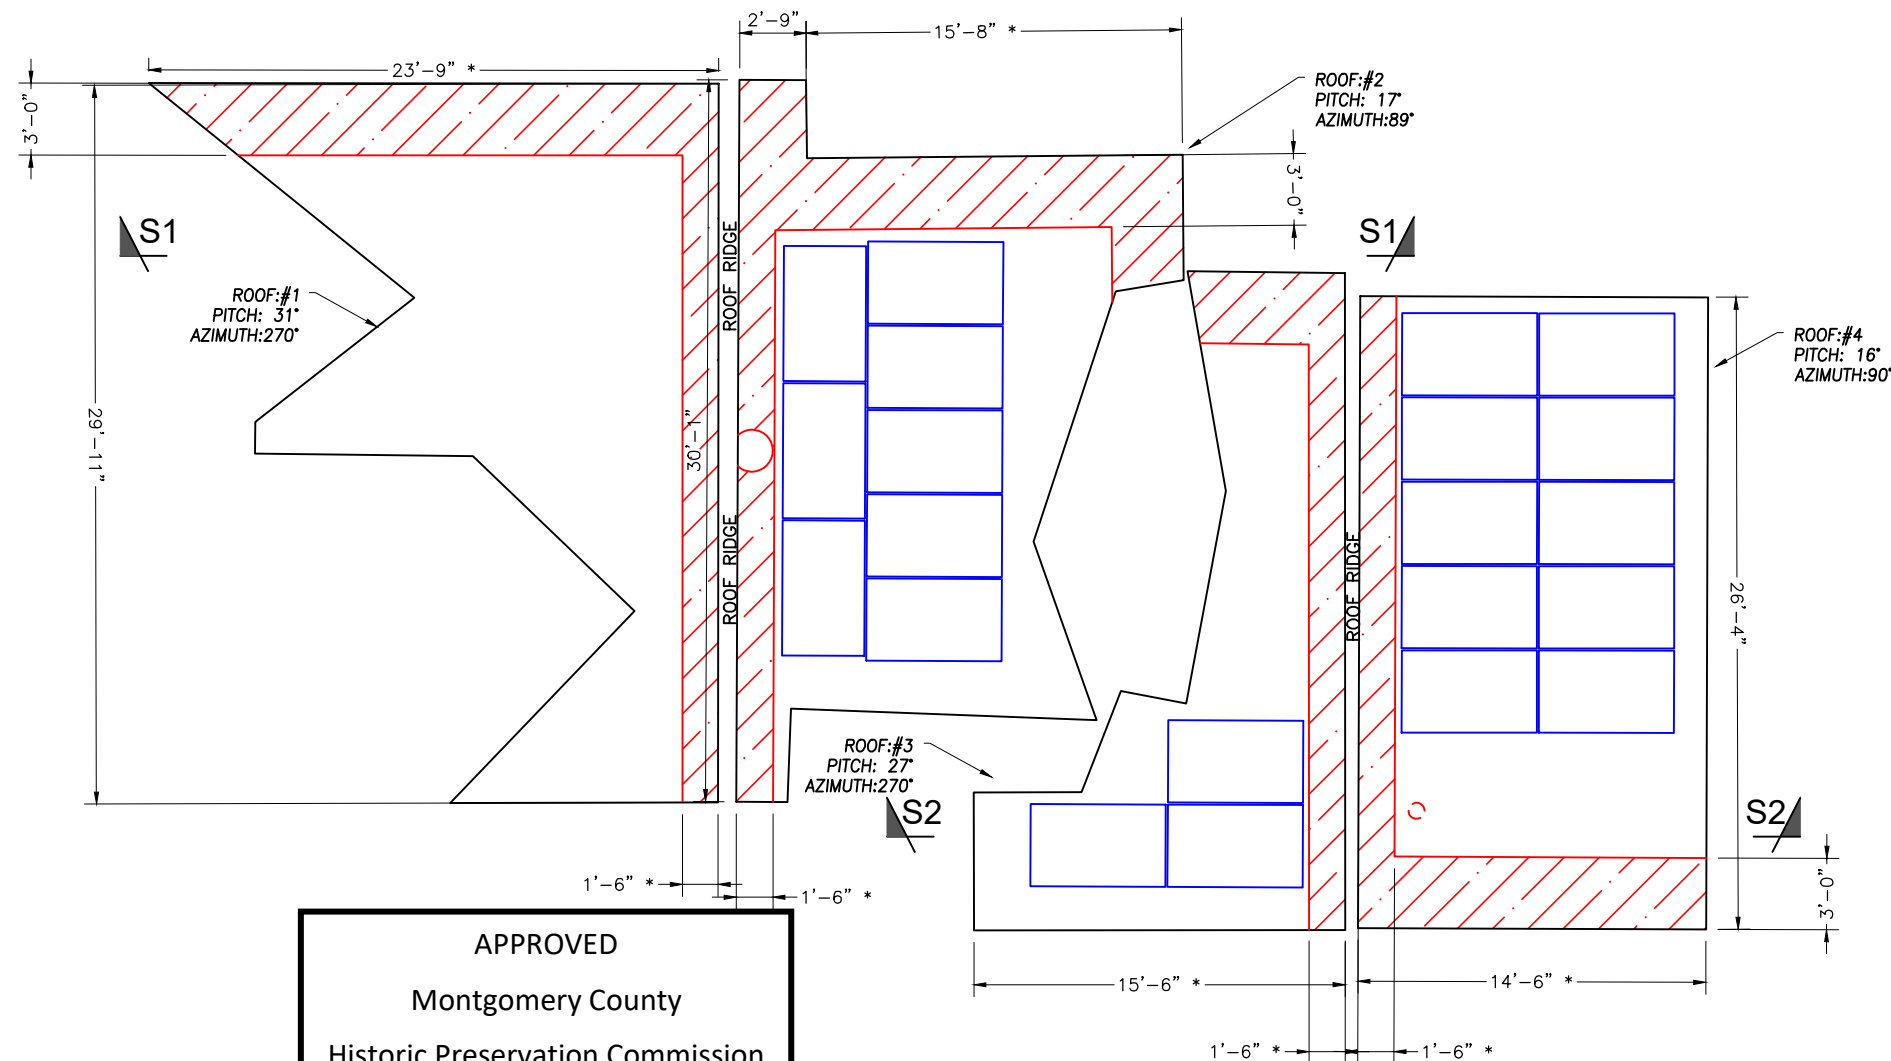 2'-9"
15'-8" *
23'-9" *
3'-0"
ROOF:#2
PITCH: 17°
AZIMUTH:89°
3'-0"
S1
S1
ROOF RIDGE
ROOF:#1
PITCH: 31°
AZIMUTH:270°
ROOF:#4
PITCH: 16°
AZIMUTH:90°
29'-11"
30'-1"
ROOF RIDGE
ROOF RIDGE
26'-4"
ROOF:#3
PITCH: 27°
AZIMUTH:270°
S2
S2
1'-6" *
1'-6" *
3'-0"
APPROVED
Montgomery County
Historic Preservation Commission
15'-6" *
14'-6" *
1'-6" *
1'-6" *